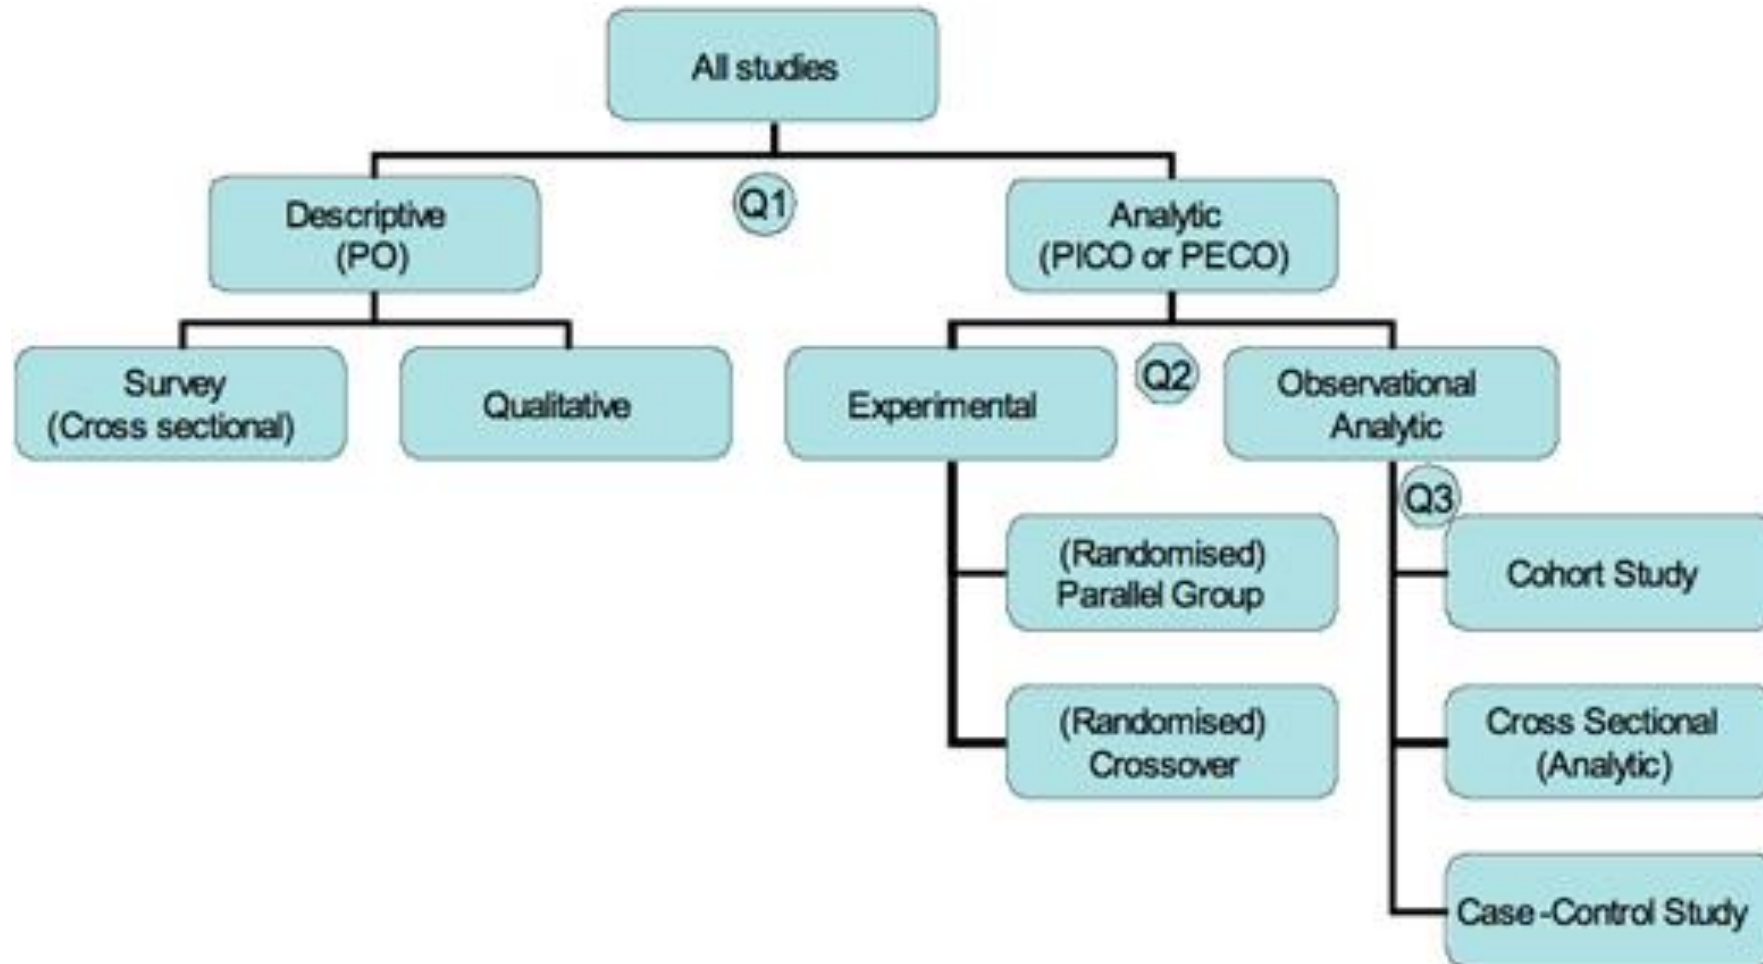 All studies
Q1
Descriptive
(PO)
Analytic
(PICO or PECO)
Survey
(Cross sectional)
Qualitative
Experimental
Q2
Observational
Analytic
Q3
(Randomised)
Parallel Group
Cohort Study
(Randomised)
Crossover
Cross Sectional
(Analytic)
Case-Control Study